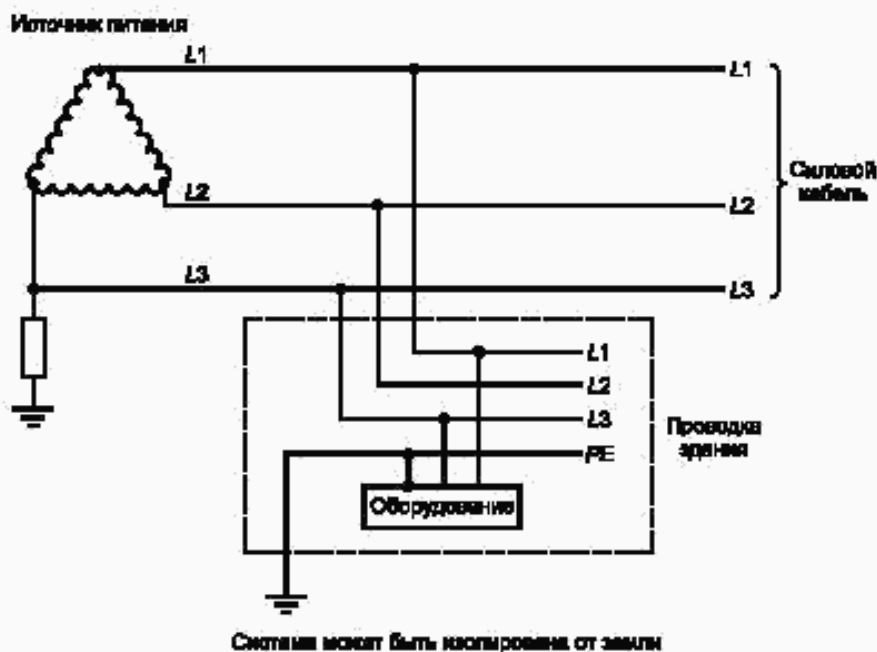 Источник питания
L1
L1
L2
L2
Силовой
кабель
L3
L3
L1
L2
L3
PE
Проводка
здания
Оборудование
Система может быть изолирована от земли